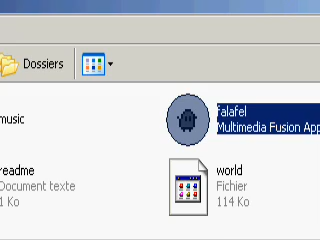 Dossiers
music
falafel
Multimedia Fusion App
readme
Document texte
1 Ko
world
Fichier
114 Ko